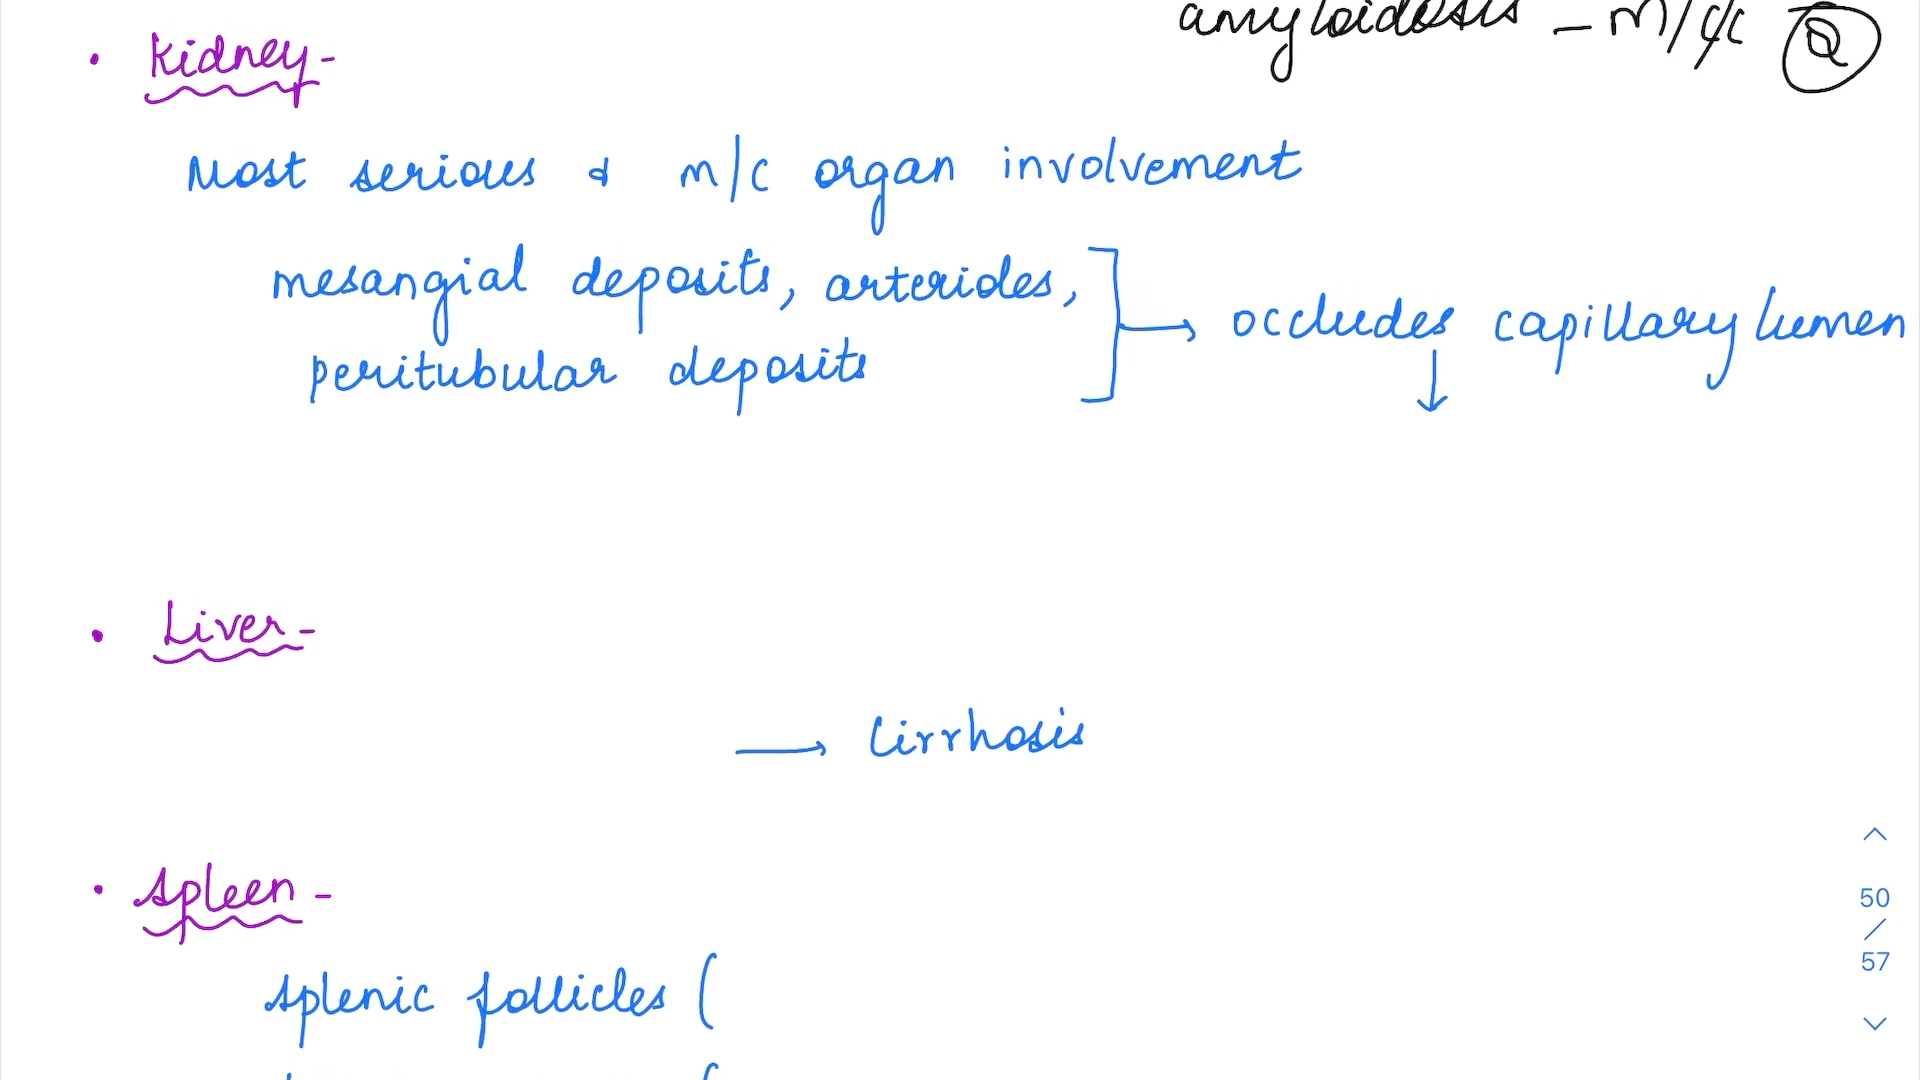 amyloidosis - m/c
• Kidney-
Most serious & m/c organ involvement
mesangial deposits, arterioles,
peritubular deposits
→ occludes capillary lumen
↓
• Liver-
→ Cirrhosis
• Spleen -
Splenic follicles (
50
/
57